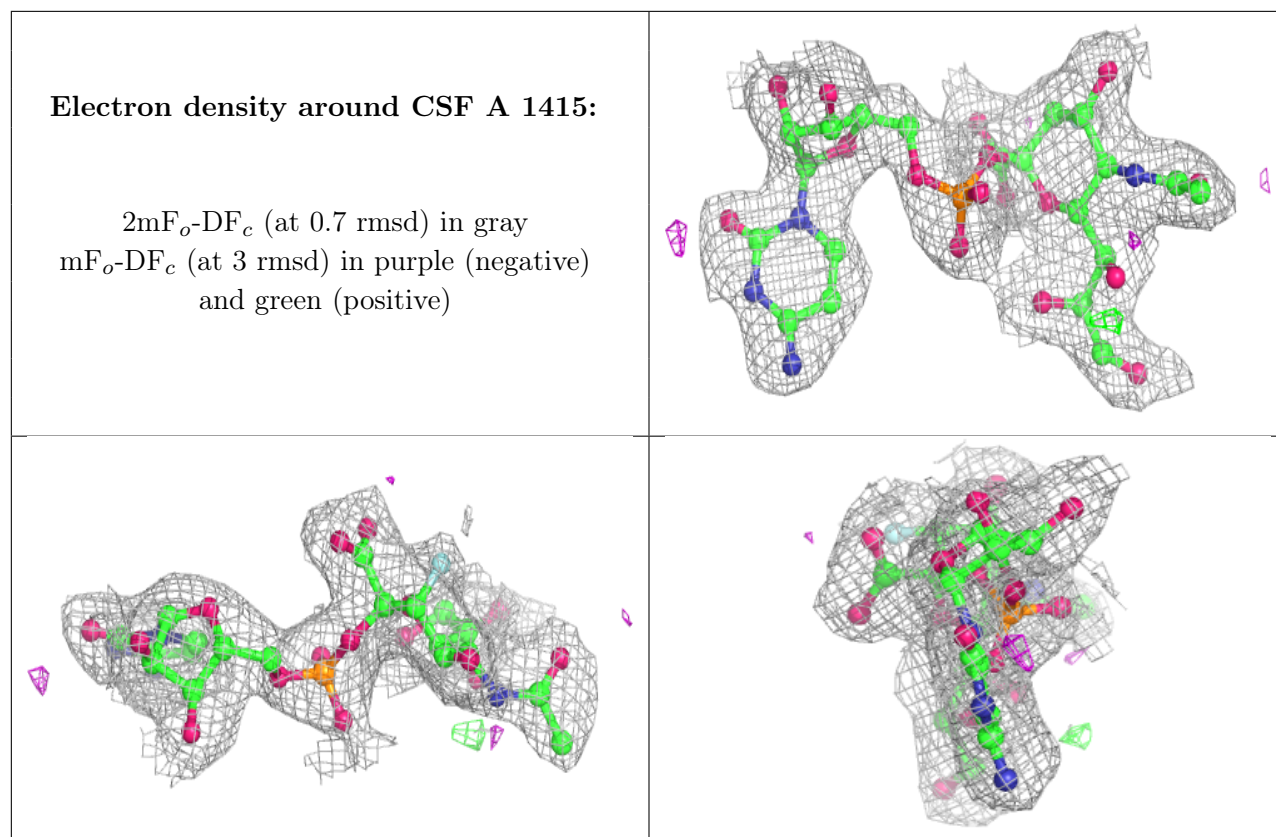 Electron density around CSF A 1415:
2mFo-DFc (at 0.7 rmsd) in gray
mFo-DFc (at 3 rmsd) in purple (negative)
and green (positive)